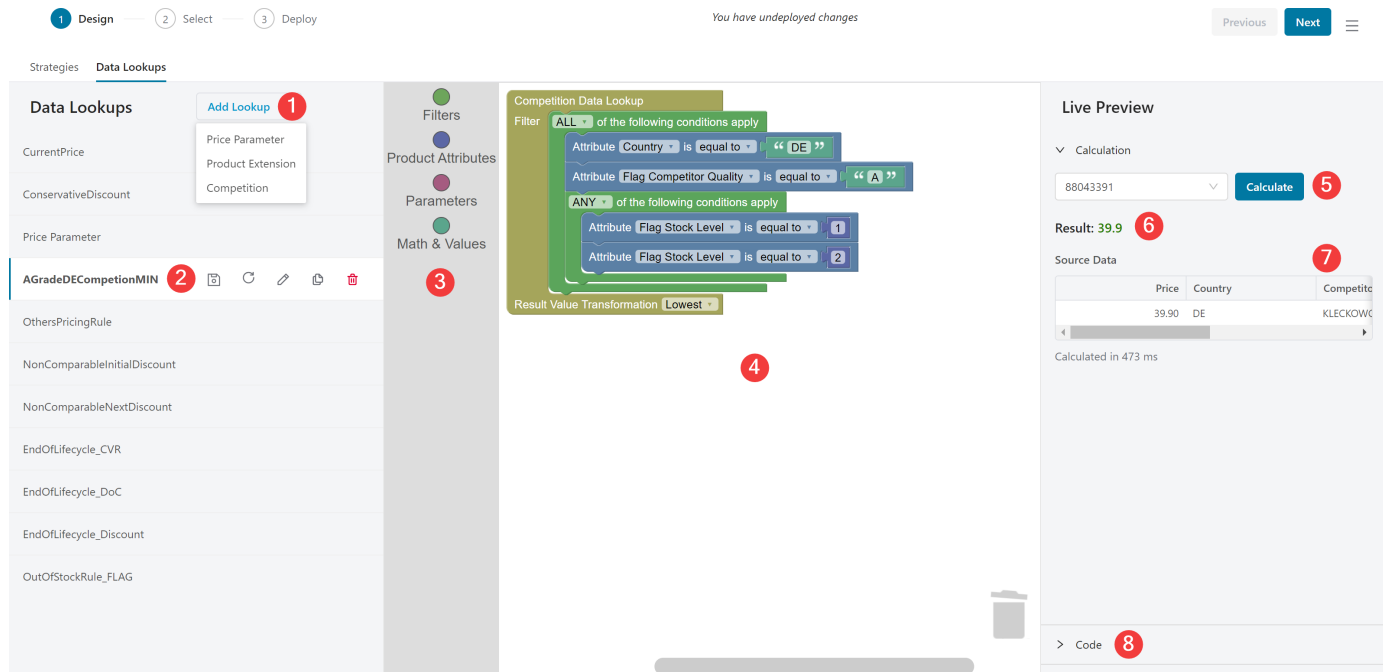 1 Design 2 Select 3 Deploy You have undeployed changes Previous Next
Strategies Data Lookups
Data Lookups Add Lookup 1
Price Parameter
Product Extension
Competition
CurrentPrice
ConservativeDiscount
Price Parameter
AGradeDECompetionMIN 2
OthersPricingRule
NonComparableInitialDiscount
NonComparableNextDiscount
EndOfLifecycle_CVR
EndOfLifecycle_DoC
EndOfLifecycle_Discount
OutOfStockRule_FLAG
Filters
Product Attributes
Parameters
Math & Values
3
Competition Data Lookup
Filter ALL of the following conditions apply
Attribute Country is equal to “ DE ”
Attribute Flag Competitor Quality is equal to “ A ”
ANY of the following conditions apply
Attribute Flag Stock Level is equal to 1
Attribute Flag Stock Level is equal to 2
Result Value Transformation Lowest
4
Live Preview
Calculation
88043391 Calculate 5
Result: 39.9 6
Source Data 7
Price Country Competito
39.90 DE KLECKOWC
Calculated in 473 ms
Code 8